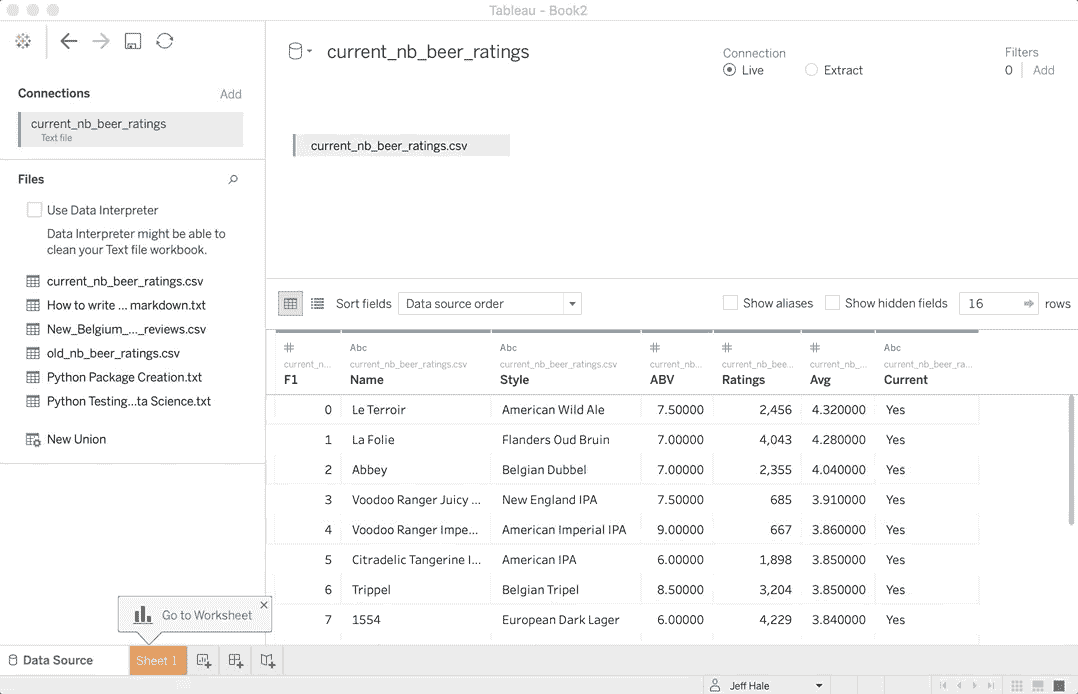 Tableau - Book2
current_nb_beer_ratings
Connection
Live
Extract
Filters
0
Add
Connections
Add
current_nb_beer_ratings
Text file
current_nb_beer_ratings.csv
Files
Use Data Interpreter
Data Interpreter might be able to
clean your Text file workbook.
current_nb_beer_ratings.csv
How to write ... markdown.txt
New_Belgium_..._reviews.csv
old_nb_beer_ratings.csv
Python Package Creation.txt
Python Testing...ta Science.txt
New Union
Sort fields Data source order Show aliases Show hidden fields 16 rows
# Abc Abc # # # Abc
current_n... current_nb_beer_ratings.csv current_nb_beer_ratings.csv current_nb... current_nb_bee... current_nb_... current_nb_beer_ra...
F1 Name Style ABV Ratings Avg Current
0 Le Terroir American Wild Ale 7.50000 2,456 4.320000 Yes
1 La Folie Flanders Oud Bruin 7.00000 4,043 4.280000 Yes
2 Abbey Belgian Dubbel 7.00000 2,355 4.040000 Yes
3 Voodoo Ranger Juicy ... New England IPA 7.50000 685 3.910000 Yes
4 Voodoo Ranger Impe... American Imperial IPA 9.00000 667 3.860000 Yes
5 Citradelic Tangerine I... American IPA 6.00000 1,898 3.850000 Yes
6 Trippel Belgian Tripel 8.50000 3,204 3.850000 Yes
7 1554 European Dark Lager 6.00000 4,229 3.840000 Yes
Go to Worksheet
Data Source
Sheet 1
Jeff Hale